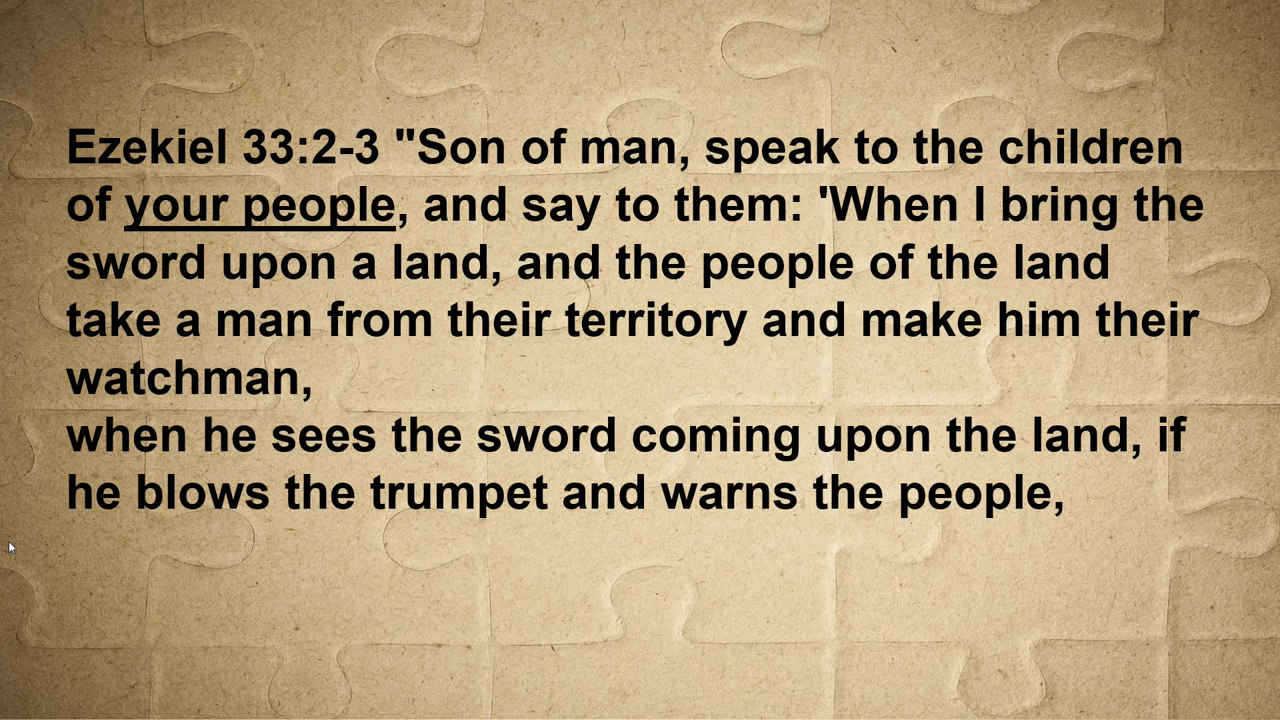 Ezekiel 33:2-3 "Son of man, speak to the children
of your people, and say to them: 'When I bring the
sword upon a land, and the people of the land
take a man from their territory and make him their
watchman,
when he sees the sword coming upon the land, if
he blows the trumpet and warns the people,